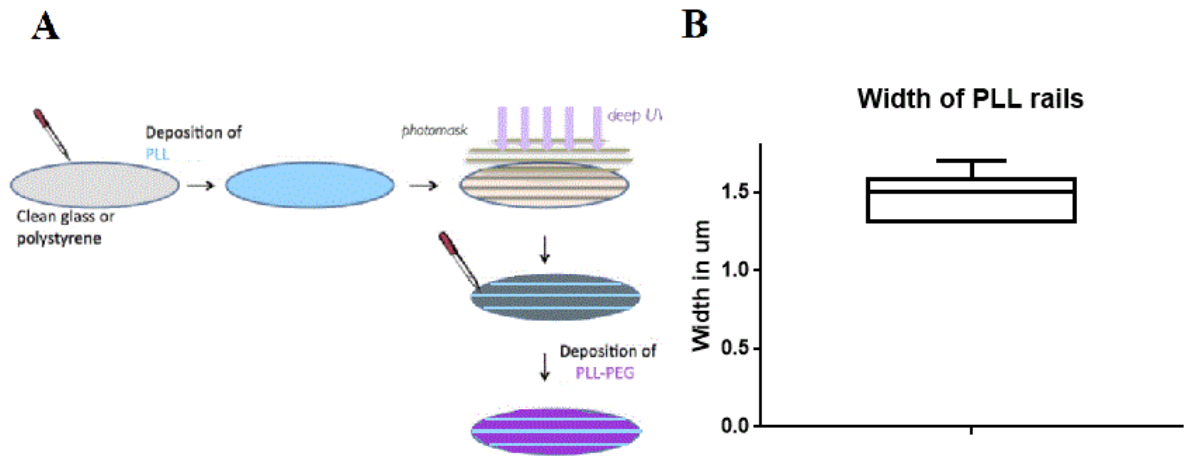 A
Deposition of
PLL
Clean glass or
polystyrene
photomask
deep UV
Deposition of
PLL-PEG
B
Width of PLL rails
Width in um
1.5
1.0
0.5
0.0